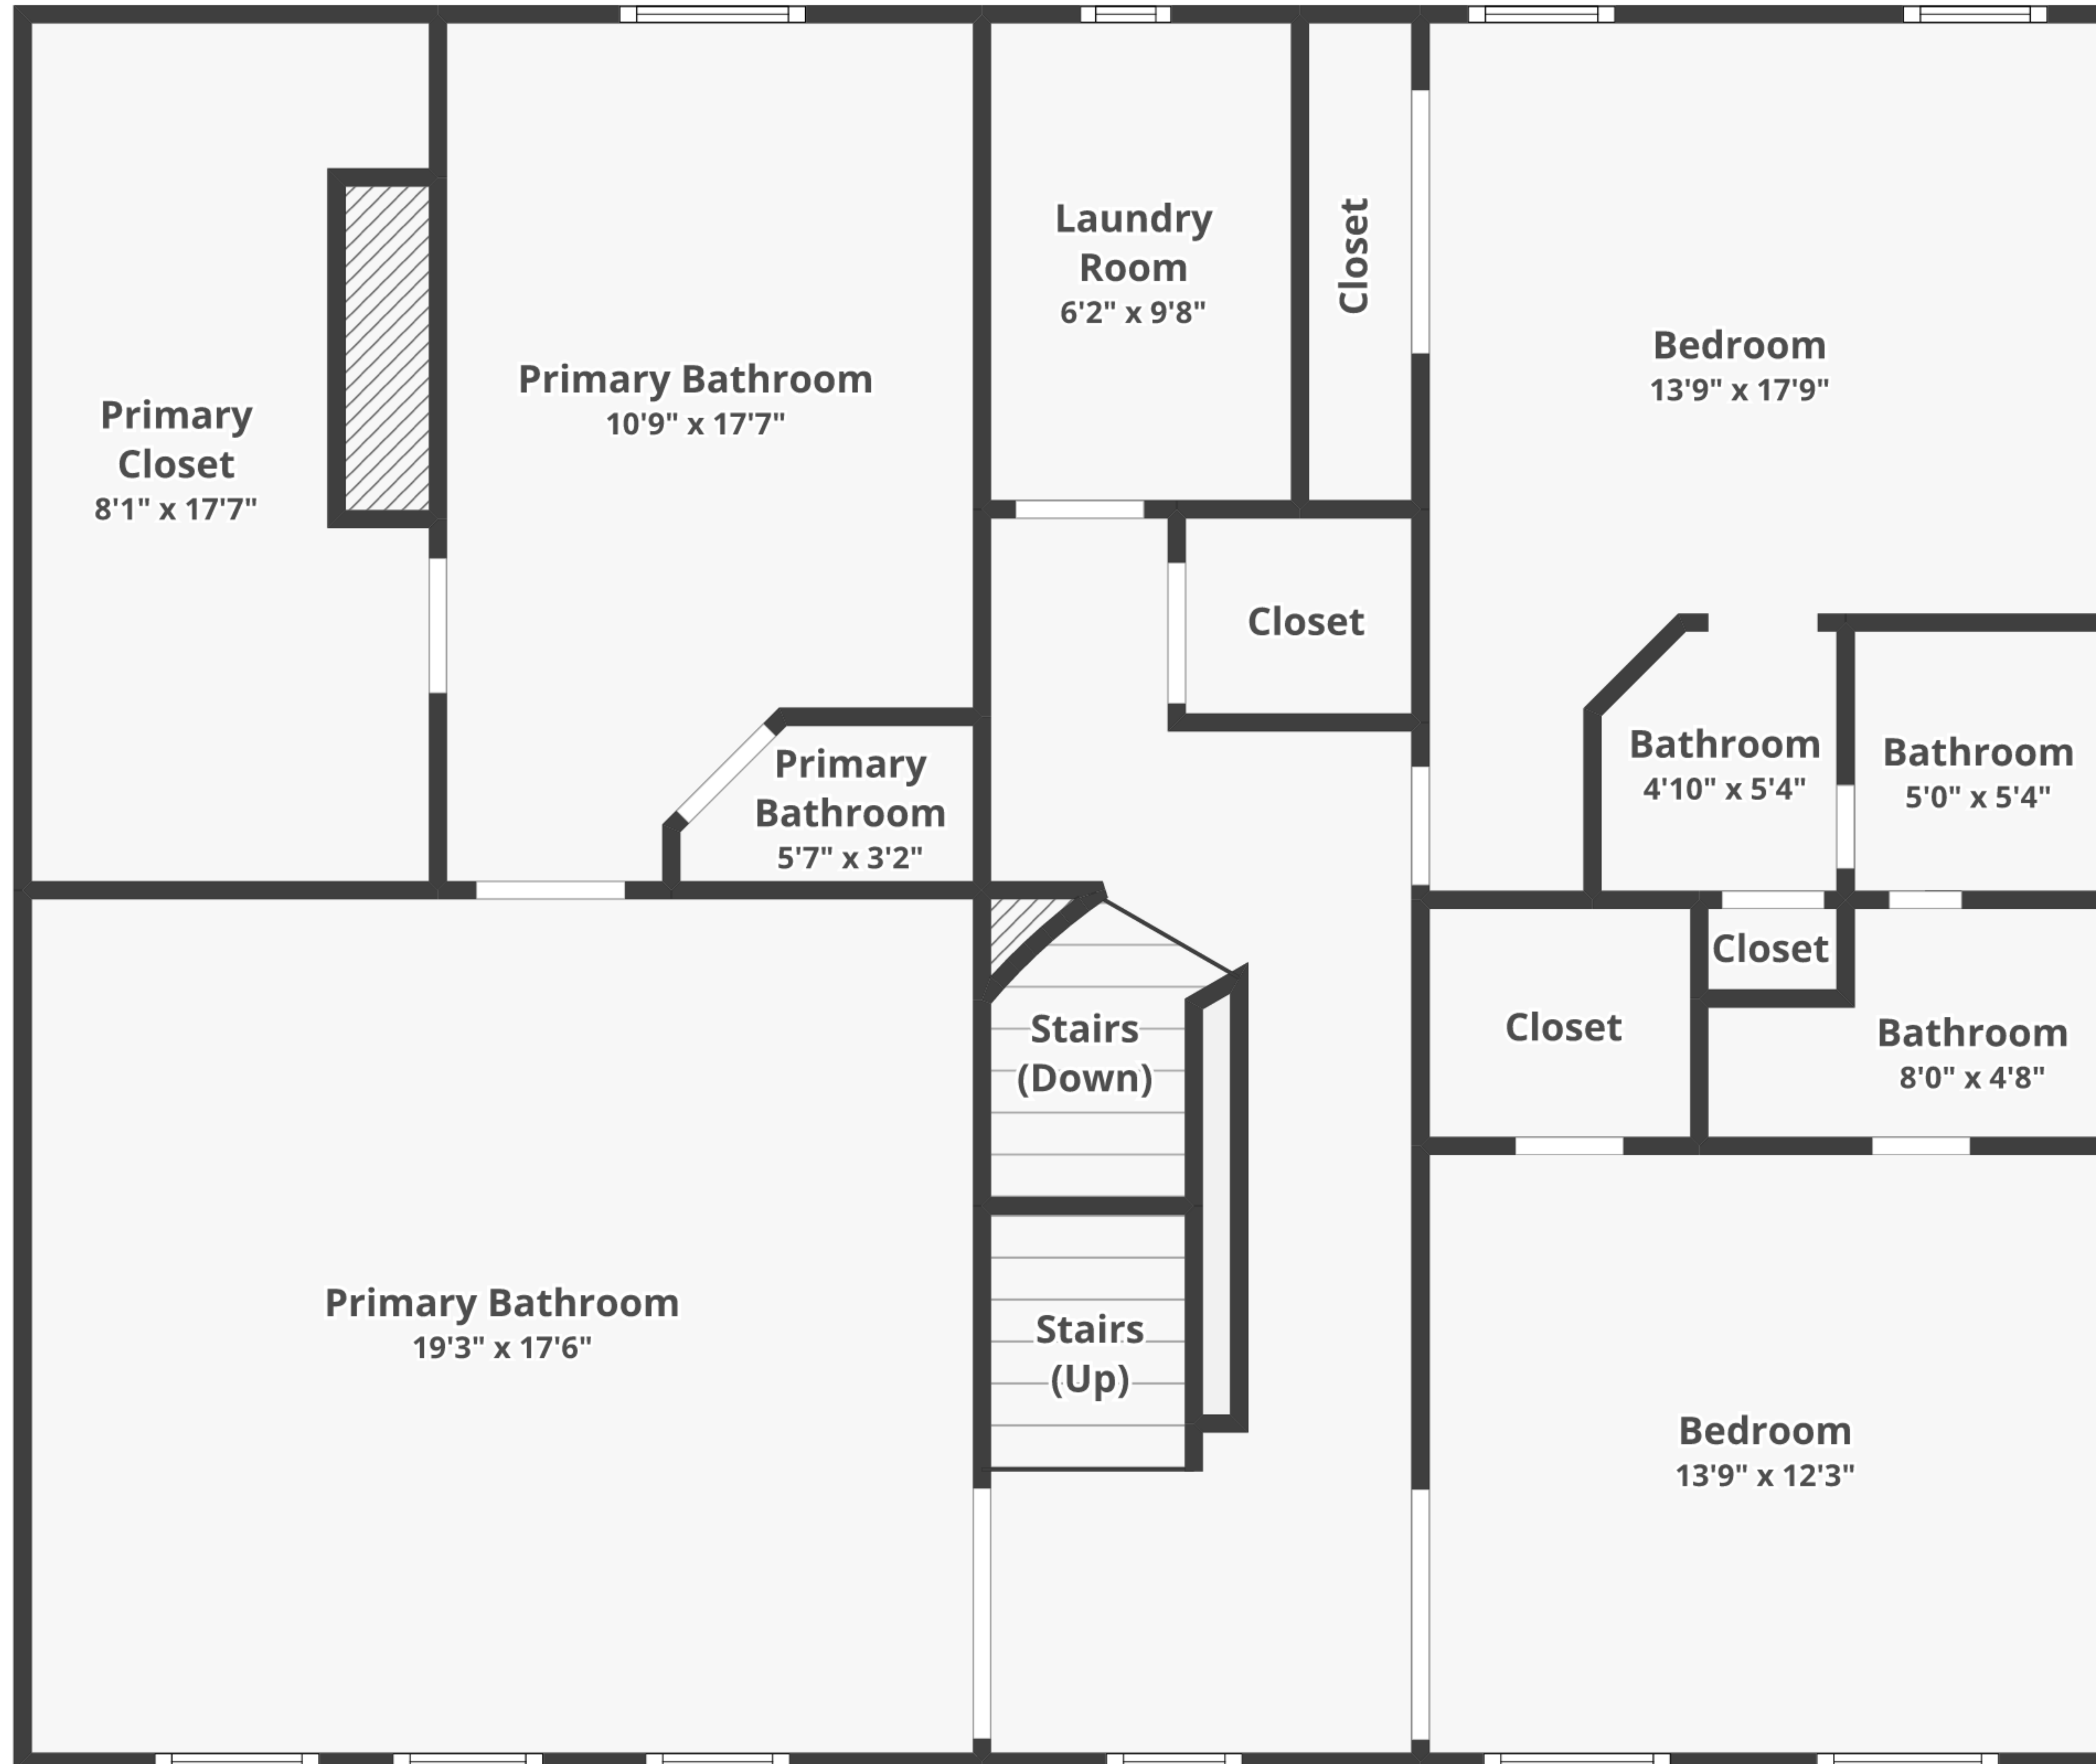 Primary
Closet
8'1" x 17'7"
Primary Bathroom
10'9" x 17'7"
Laundry
Room
6'2" x 9'8"
Closet
Bedroom
13'9" x 17'9"
Closet
Primary
Bathroom
5'7" x 3'2"
Bathroom
4'10" x 5'4"
Bathroom
5'0" x 5'4"
Closet
Closet
Bathroom
8'0" x 4'8"
Stairs
(Down)
Primary Bathroom
19'3" x 17'6"
Stairs
(Up)
Bedroom
13'9" x 12'3"